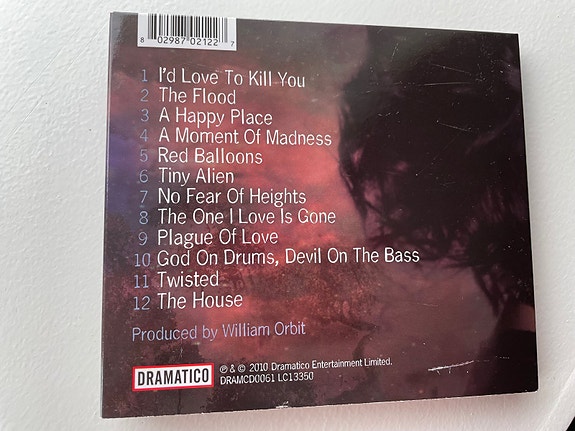 8 02987 02122 7
1 I'd Love To Kill You
2 The Flood
3 A Happy Place
4 A Moment Of Madness
5 Red Balloons
6 Tiny Alien
7 No Fear Of Heights
8 The One I Love Is Gone
9 Plague Of Love
10 God On Drums, Devil On The Bass
11 Twisted
12 The House
Produced by William Orbit
DRAMATICO
℗ & © 2010 Dramatico Entertainment Limited.
DRAMCD0061 LC13350